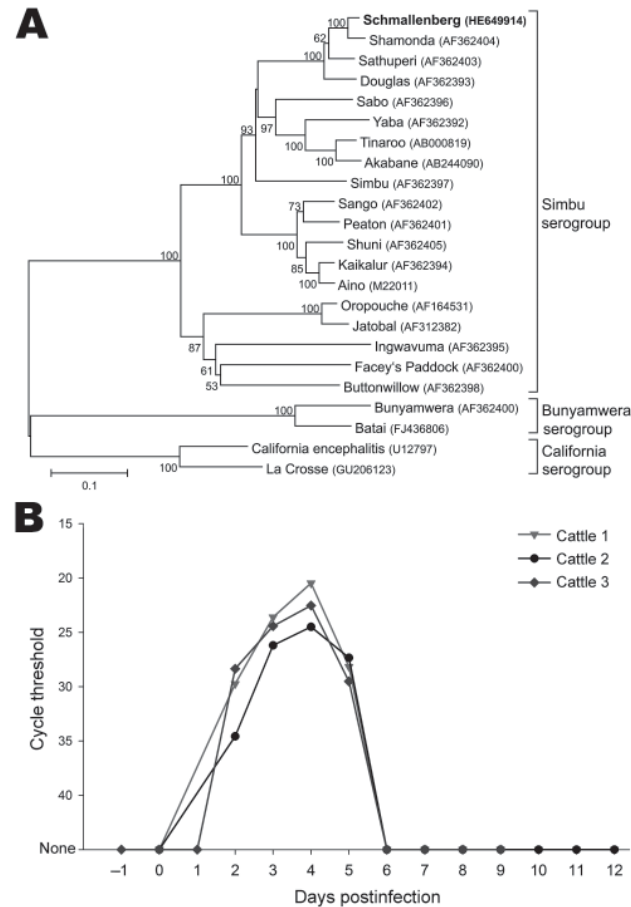 A
Schmallenberg (HE649914)
100
Shamonda (AF362404)
62
Sathuperi (AF362403)
100
Douglas (AF362393)
Sabo (AF362396)
93
97
Yaba (AF362392)
Tinaroo (AB000819)
100
100
Akabane (AB244090)
100
Simbu (AF362397)
Sango (AF362402)
73
Peaton (AF362401)
100
Shuni (AF362405)
85
Kaikalur (AF362394)
100
Aino (M22011)
100
Oropouche (AF164531)
100
Jatobal (AF312382)
87
Ingwavuma (AF362395)
61
Facey's Paddock (AF362400)
53
Buttonwillow (AF362398)
Simbu
serogroup
100
Bunyamwera (AF362400)
Batai (FJ436806)
Bunyamwera
serogroup
California encephalitis (U12797)
100
La Crosse (GU206123)
California
serogroup
0.1
B
Cattle 1
Cattle 2
Cattle 3
15
20
25
30
35
40
None
Cycle threshold
–1 0 1 2 3 4 5 6 7 8 9 10 11 12
Days postinfection